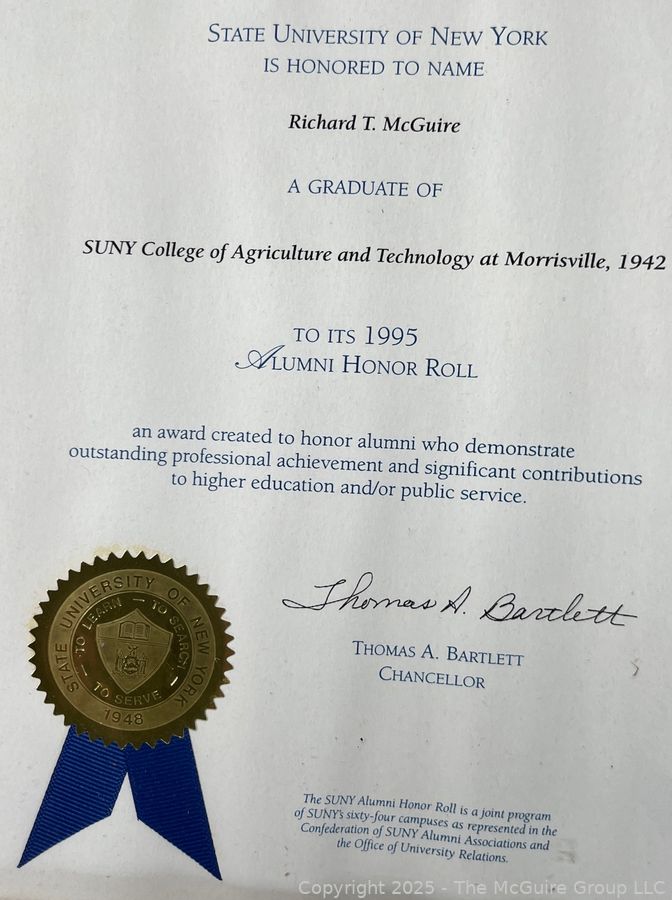 STATE UNIVERSITY OF NEW YORK
IS HONORED TO NAME
Richard T. McGuire
A GRADUATE OF
SUNY College of Agriculture and Technology at Morrisville, 1942
TO ITS 1995
ALUMNI HONOR ROLL
an award created to honor alumni who demonstrate
outstanding professional achievement and significant contributions
to higher education and/or public service.
Thomas A. Bartlett
THOMAS A. BARTLETT
CHANCELLOR
STATE UNIVERSITY OF NEW YORK
TO LEARN — TO SEARCH —
TO SERVE —
1948
The SUNY Alumni Honor Roll is a joint program
of SUNY's sixty-four campuses as represented in the
Confederation of SUNY Alumni Associations and
the Office of University Relations.
Copyright 2025 - The McGuire Group LLC